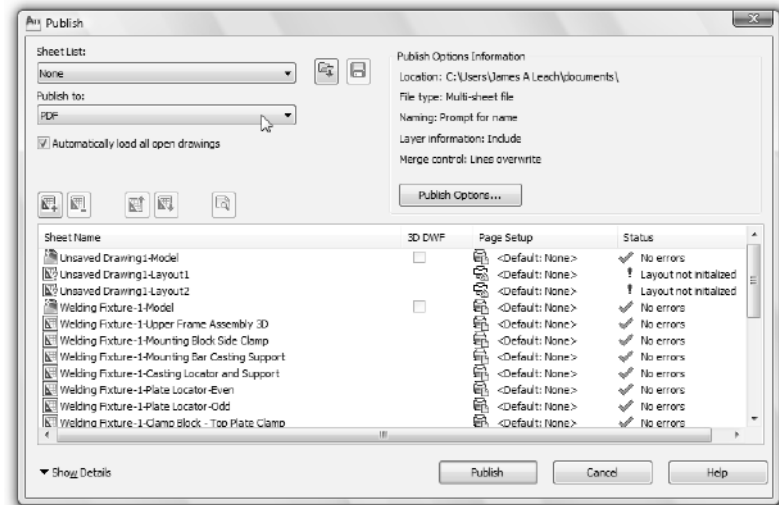 Publish
Sheet List:
None
Publish to:
PDF
Automatically load all open drawings
Publish Options Information
Location: C:\Users\James A Leach\documents\
File type: Multi-sheet file
Naming: Prompt for name
Layer information: Include
Merge control: Lines overwrite
Publish Options...
Sheet Name 3D DWF Page Setup Status
Unsaved Drawing1-Model <Default: None> No errors
Unsaved Drawing1-Layout1 <Default: None> Layout not initialized
Unsaved Drawing1-Layout2 <Default: None> Layout not initialized
Welding Fixture-1-Model <Default: None> No errors
Welding Fixture-1-Upper Frame Assembly 3D <Default: None> No errors
Welding Fixture-1-Mounting Block Side Clamp <Default: None> No errors
Welding Fixture-1-Mounting Bar Casting Support <Default: None> No errors
Welding Fixture-1-Casting Locator and Support <Default: None> No errors
Welding Fixture-1-Plate Locator-Even <Default: None> No errors
Welding Fixture-1-Plate Locator-Odd <Default: None> No errors
Welding Fixture-1-Clamp Block - Top Plate Clamp <Default: None> No errors
Show Details
Publish
Cancel
Help